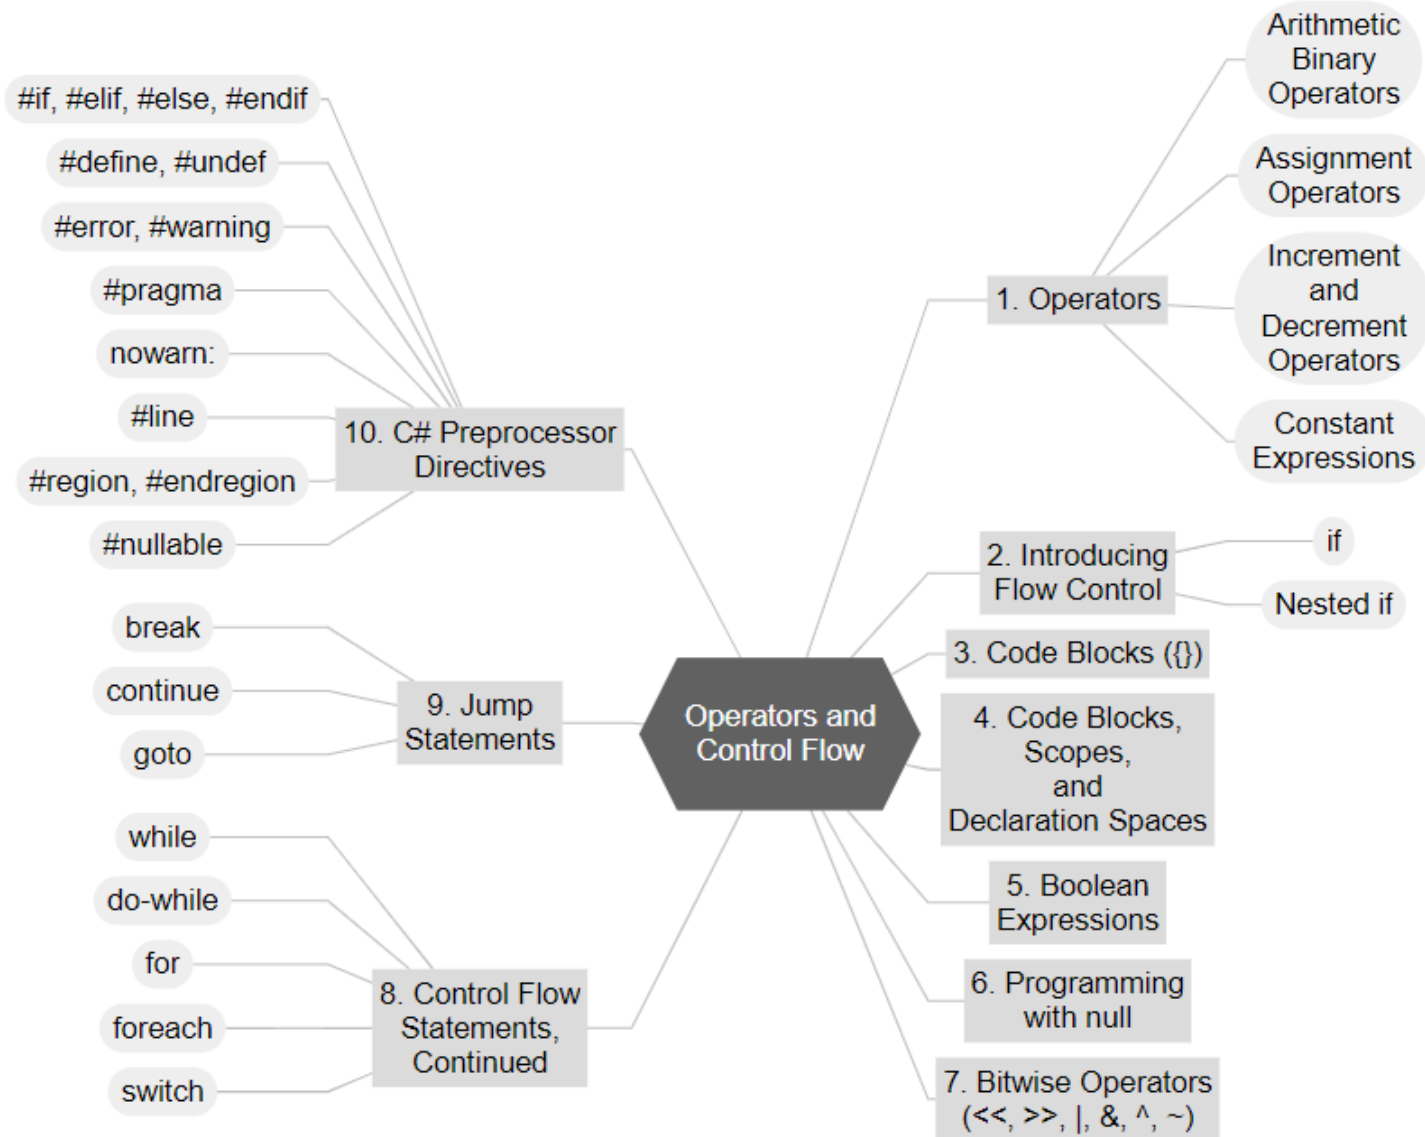 Operators and
Control Flow
1. Operators
Arithmetic
Binary
Operators
Assignment
Operators
Increment
and
Decrement
Operators
Constant
Expressions
2. Introducing
Flow Control
if
Nested if
3. Code Blocks ({})
4. Code Blocks,
Scopes,
and
Declaration Spaces
5. Boolean
Expressions
6. Programming
with null
7. Bitwise Operators
(<<, >>, |, &, ^, ~)
8. Control Flow
Statements,
Continued
while
do-while
for
foreach
switch
9. Jump
Statements
break
continue
goto
10. C# Preprocessor
Directives
#if, #elif, #else, #endif
#define, #undef
#error, #warning
#pragma
nowarn:
#line
#region, #endregion
#nullable